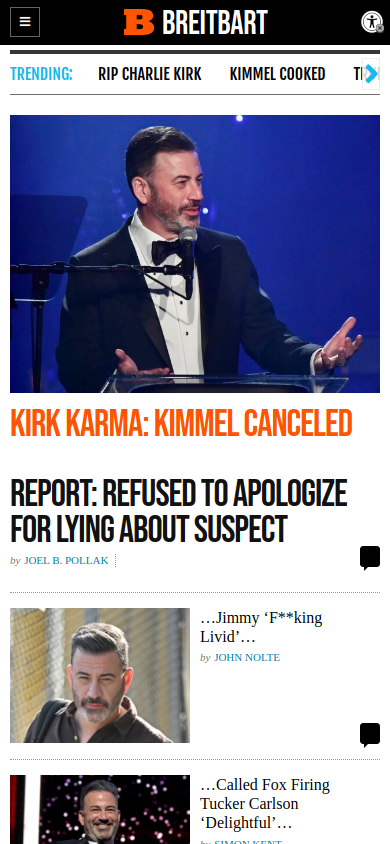 B BREITBART
TRENDING:
RIP CHARLIE KIRK
KIMMEL COOKED
KIRK KARMA: KIMMEL CANCELED
REPORT: REFUSED TO APOLOGIZE
FOR LYING ABOUT SUSPECT
by JOEL B. POLLAK
…Jimmy ‘F**king
Livid’…
by JOHN NOLTE
…Called Fox Firing
Tucker Carlson
‘Delightful’…
by SIMON KENT